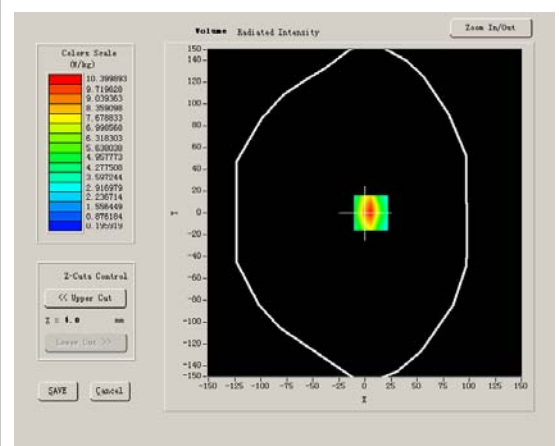 Volume Radiated Intensity
Zoom In/Out
Colors Scale
(W/kg)
10.399893
9.719628
9.039363
8.359098
7.678833
6.998568
6.318303
5.638038
4.957773
4.277508
3.597244
2.916979
2.236714
1.556449
0.876184
0.195919
150
140
120
100
80
60
40
20
0
-20
-40
-60
-80
-100
-120
-140
-150
Y
-150 -125 -100 -75 -50 -25 0 25 50 75 100 125 150
X
Z-Cuts Control
<< Upper Cut
Z = 4.0 mm
Lower Cut >>
SAVE
Cancel